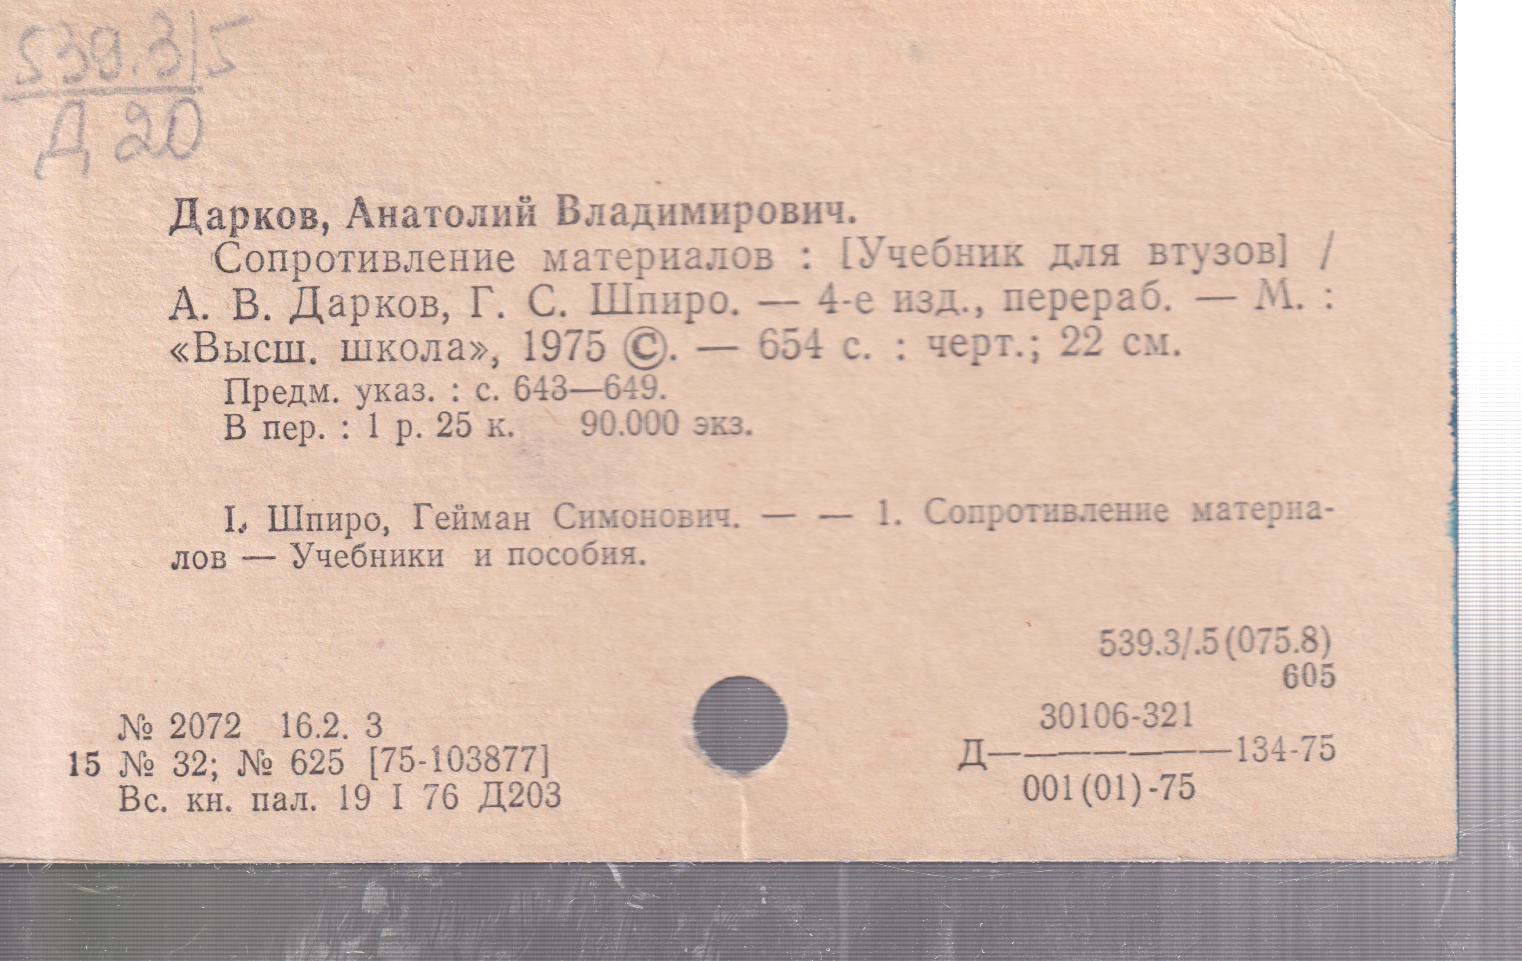 539.3/5
Д 20
Дарков, Анатолий Владимирович.
Сопротивление материалов : [Учебник для втузов] /
А. В. Дарков, Г. С. Шпиро. — 4-е изд., перераб. — М. :
«Высш. школа», 1975 ©. — 654 с. : черт.; 22 см.
Предм. указ. : с. 643—649.
В пер. : 1 р. 25 к. 90.000 экз.
I. Шпиро, Гейман Симонович. — — 1. Сопротивление материа-
лов — Учебники и пособия.
539.3/.5(075.8)
605
№ 2072 16.2. 3
15 № 32; № 625 [75-103877]
Вс. кн. пал. 19 I 76 Д203
30106-321
Д———————134-75
001(01)-75